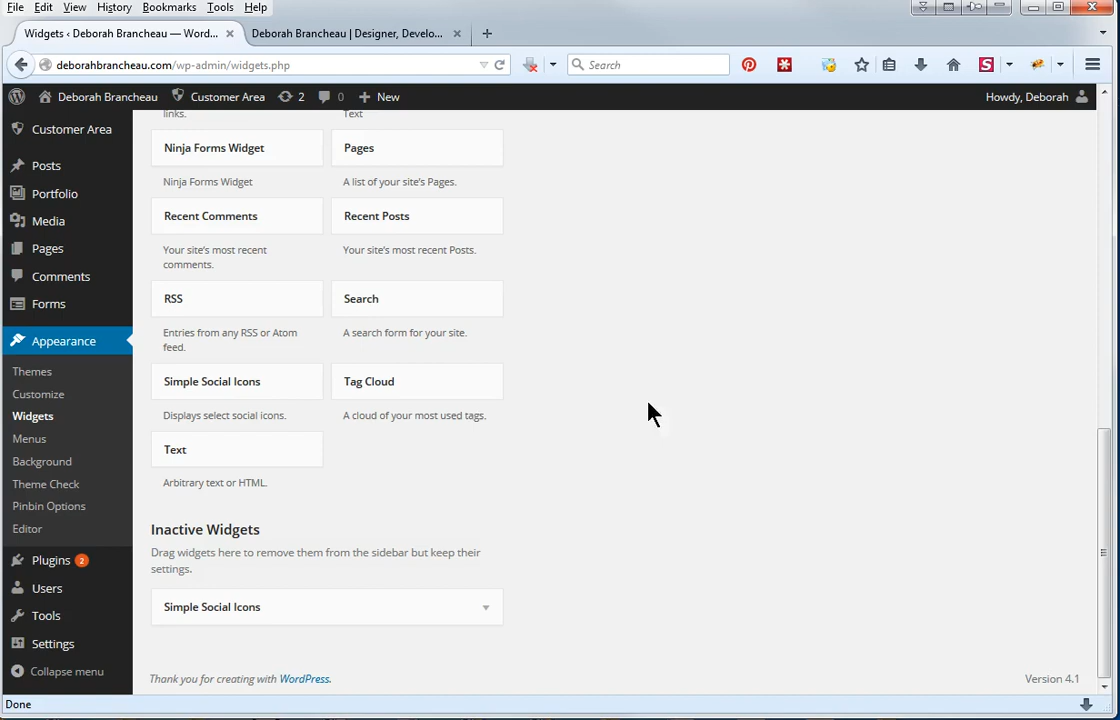 File Edit View History Bookmarks Tools Help
Widgets ‹ Deborah Brancheau — Word... Deborah Brancheau | Designer, Develo...
deborahbrancheau.com/wp-admin/widgets.php Search
Deborah Brancheau Customer Area 2 0 New Howdy, Deborah
Customer Area
Posts
Portfolio
Media
Pages
Comments
Forms
Appearance
Themes
Customize
Widgets
Menus
Background
Theme Check
Pinbin Options
Editor
Plugins 2
Users
Tools
Settings
Collapse menu
links. Text
Ninja Forms Widget Pages
Ninja Forms Widget A list of your site's Pages.
Recent Comments Recent Posts
Your site's most recent Your site's most recent Posts.
comments.
RSS Search
Entries from any RSS or Atom A search form for your site.
feed.
Simple Social Icons Tag Cloud
Displays select social icons. A cloud of your most used tags.
Text
Arbitrary text or HTML.
Inactive Widgets
Drag widgets here to remove them from the sidebar but keep their
settings.
Simple Social Icons
Thank you for creating with WordPress. Version 4.1
Done